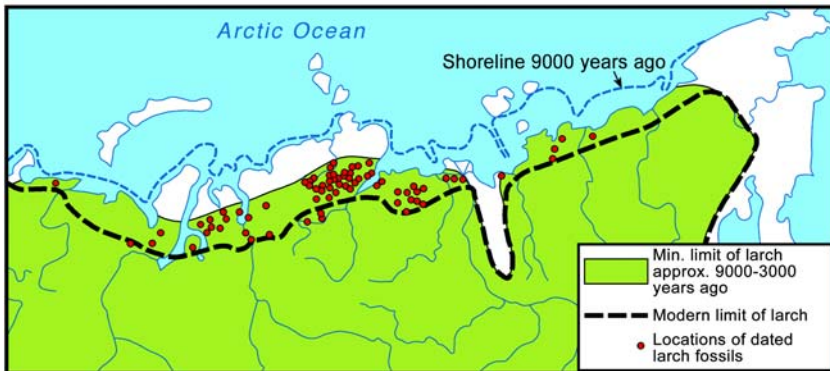 Arctic Ocean
Shoreline 9000 years ago
Min. limit of larch
approx. 9000-3000
years ago
Modern limit of larch
Locations of dated
larch fossils